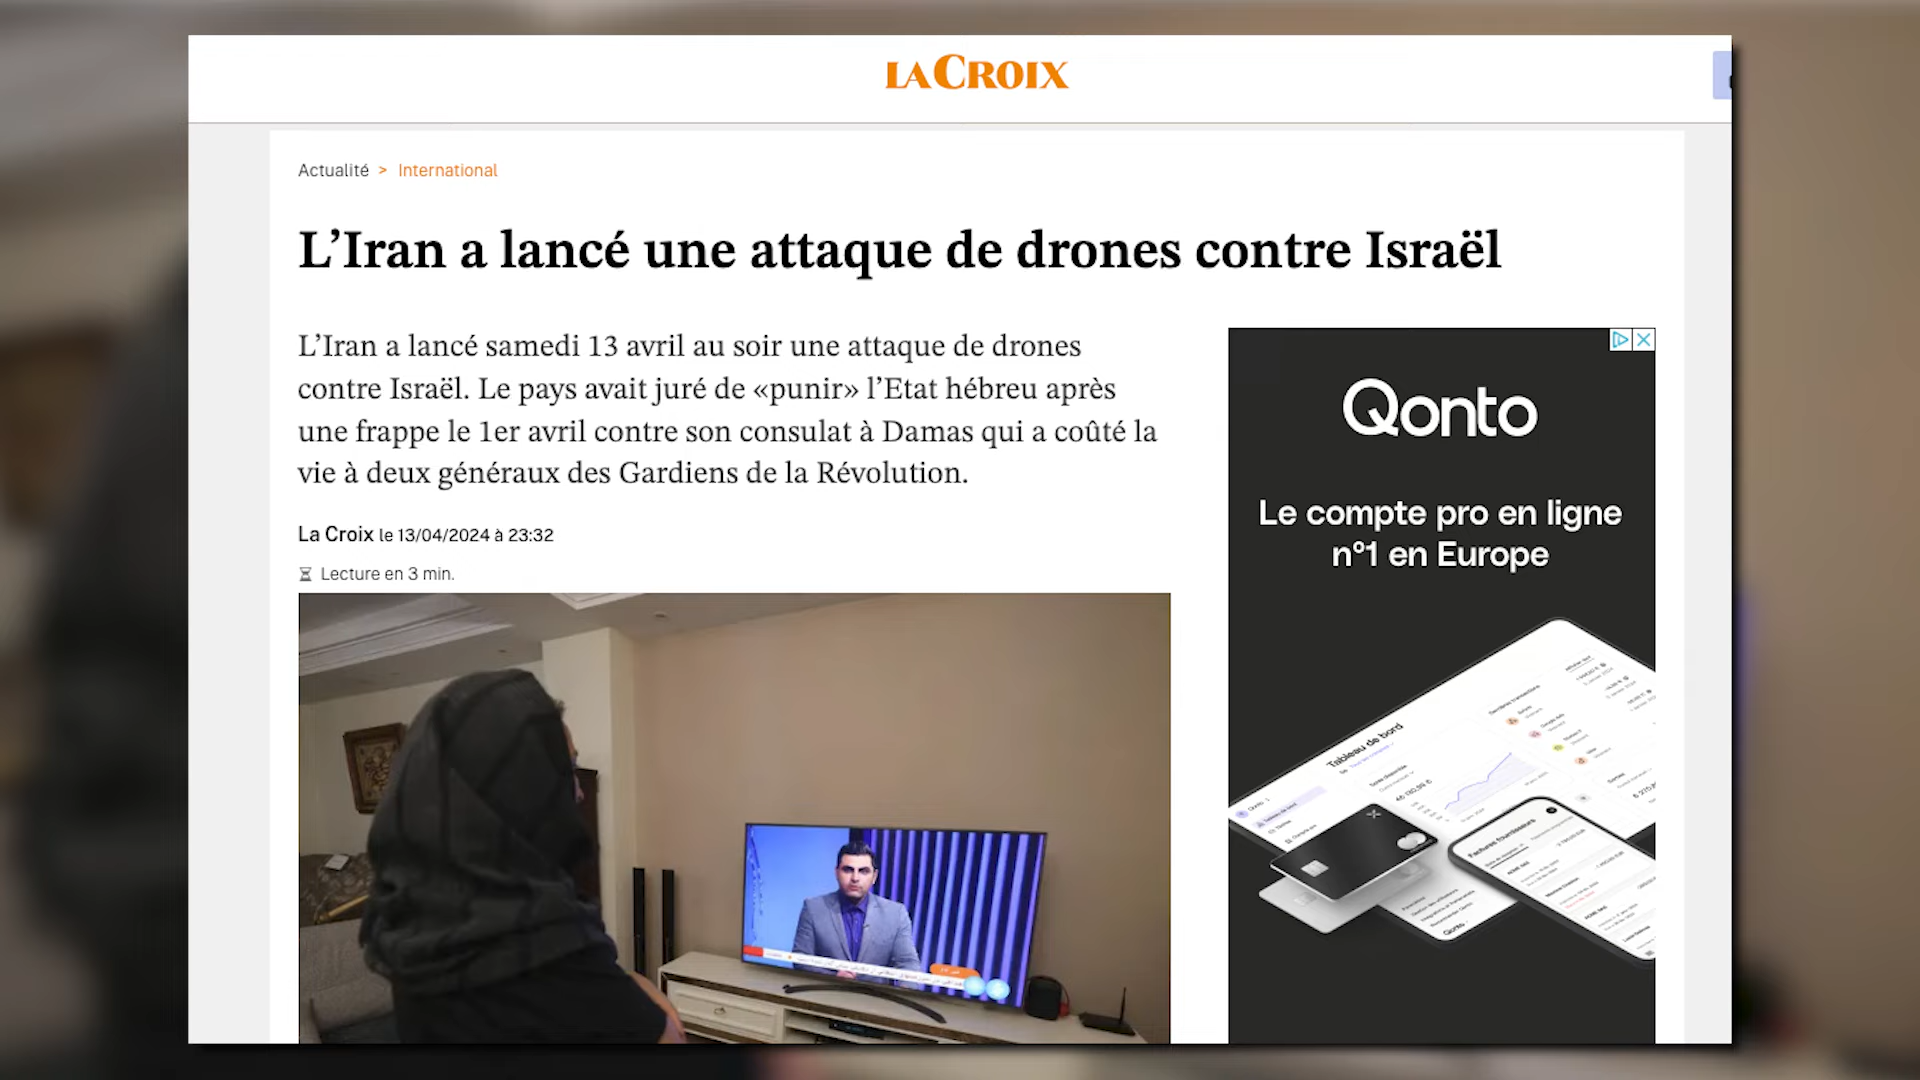 LA CROIX
Actualité > International
L’Iran a lancé une attaque de drones contre Israël
L’Iran a lancé samedi 13 avril au soir une attaque de drones
contre Israël. Le pays avait juré de «punir» l’Etat hébreu après
une frappe le 1er avril contre son consulat à Damas qui a coûté la
vie à deux généraux des Gardiens de la Révolution.
La Croix le 13/04/2024 à 23:32
Lecture en 3 min.
Qonto
Le compte pro en ligne
n°1 en Europe
Tableau de bord
Factures fournisseurs
Qonto